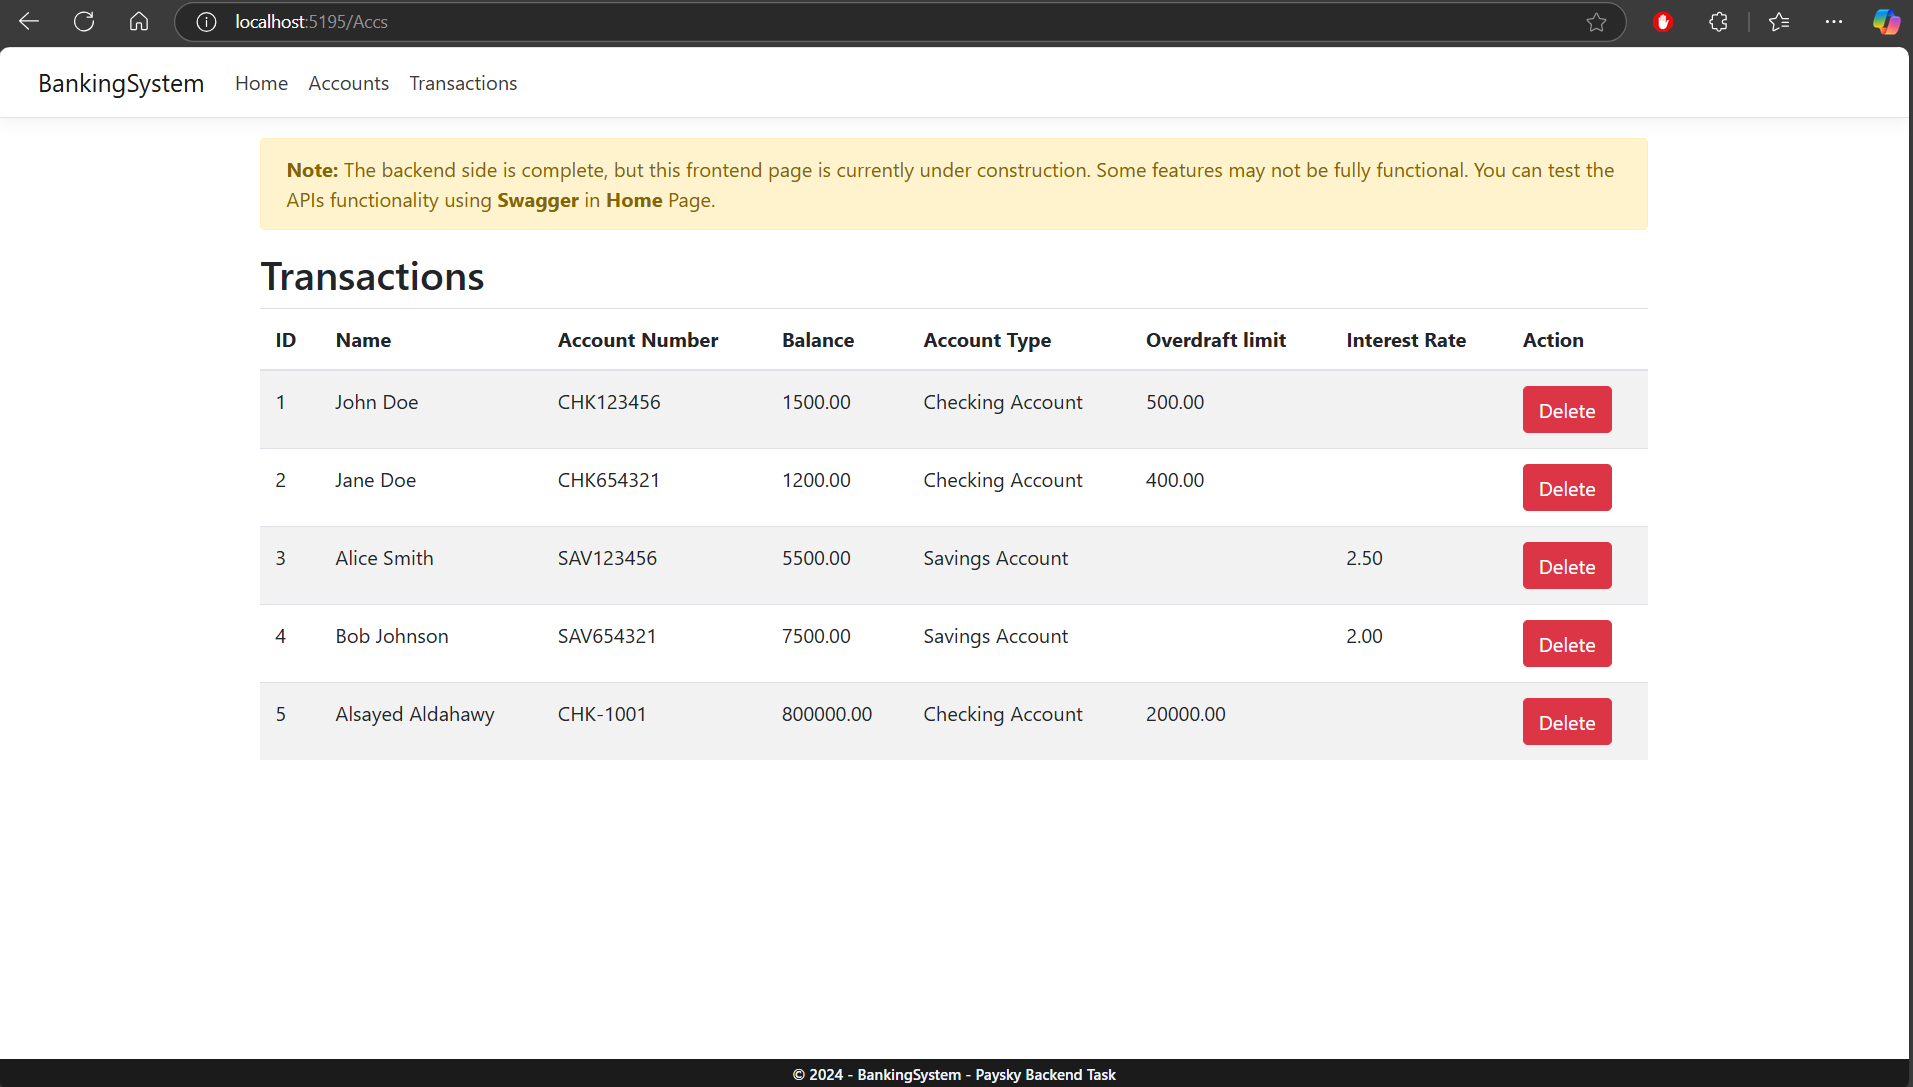 localhost:5195/Accs
BankingSystem Home Accounts Transactions
Note: The backend side is complete, but this frontend page is currently under construction. Some features may not be fully functional. You can test the
APIs functionality using Swagger in Home Page.
Transactions
ID Name Account Number Balance Account Type Overdraft limit Interest Rate Action
1 John Doe CHK123456 1500.00 Checking Account 500.00 Delete
2 Jane Doe CHK654321 1200.00 Checking Account 400.00 Delete
3 Alice Smith SAV123456 5500.00 Savings Account 2.50 Delete
4 Bob Johnson SAV654321 7500.00 Savings Account 2.00 Delete
5 Alsayed Aldahawy CHK-1001 800000.00 Checking Account 20000.00 Delete
© 2024 - BankingSystem - Paysky Backend Task